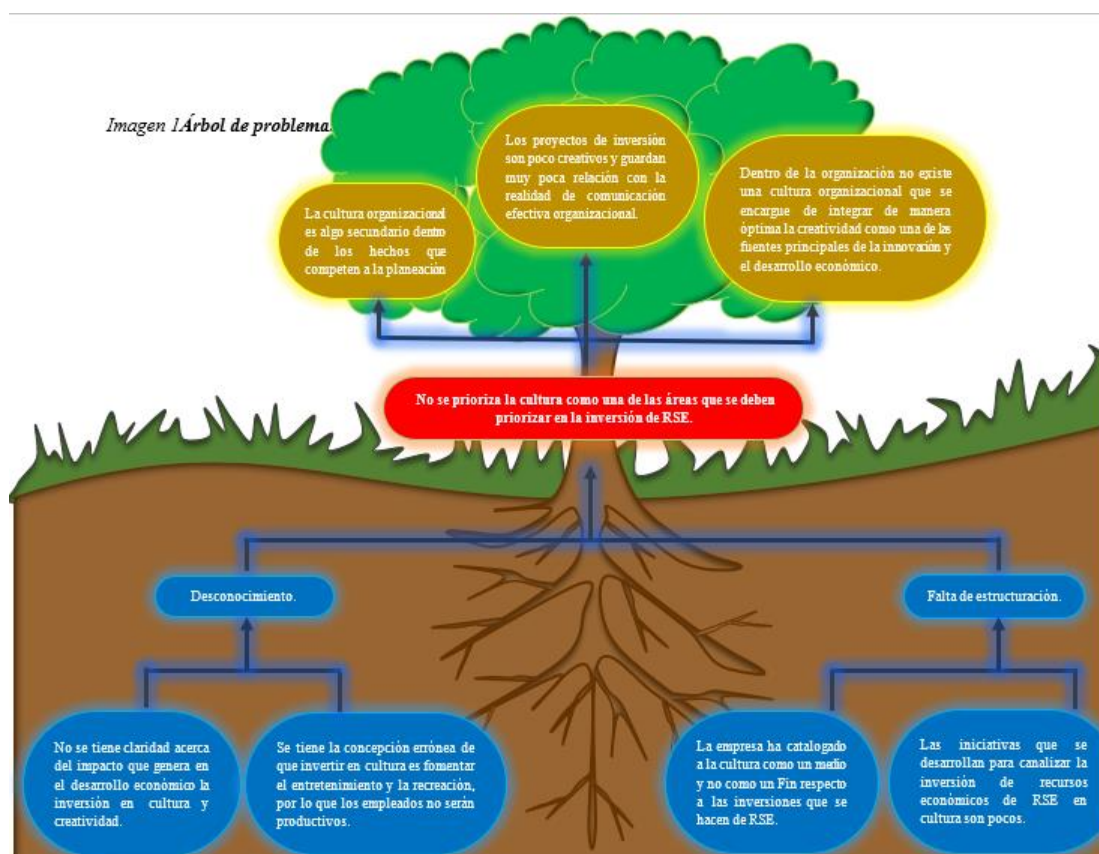 Imagen 1Árbol de problema
Los proyectos de inversión
son poco creativos y guardan
muy poca relación con la
realidad de comunicación
efectiva organizacional.
La cultura organizacional
es algo secundario dentro
de los hechos que
competen a la planeación
Dentro de la organización no existe
una cultura organizacional que se
encargue de integrar de manera
óptima la creatividad como una de las
fuentes principales de la innovación y
el desarrollo económico.
No se prioriza la cultura como una de las áreas que se deben
priorizar en la inversión de RSE.
Desconocimiento.
Falta de estructuración.
No se tiene claridad acerca
del impacto que genera en
el desarrollo económico la
inversión en cultura y
creatividad.
Se tiene la concepción errónea de
que invertir en cultura es fomentar
el entretenimiento y la recreación,
por lo que los empleados no serán
productivos.
La empresa ha catalogado
a la cultura como un medio
y no como un Fin respecto
a las inversiones que se
hacen de RSE.
Las iniciativas que se
desarrollan para canalizar la
inversión de recursos
económicos de RSE en
cultura son pocos.